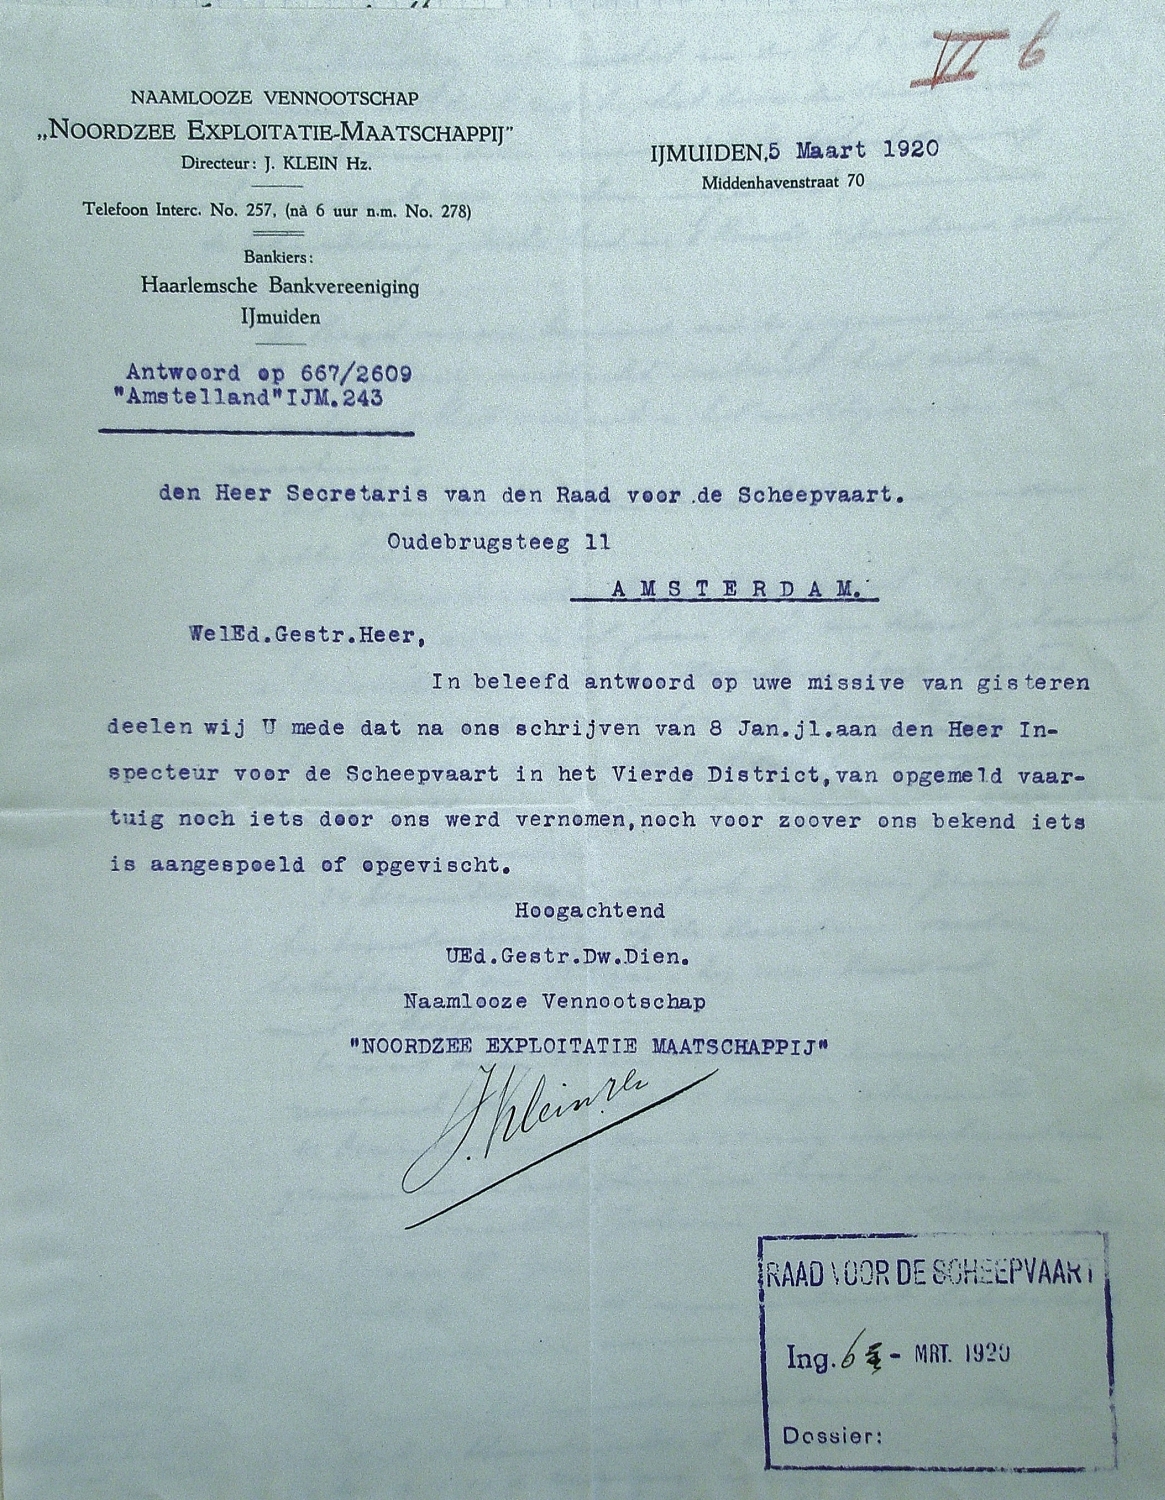 VI 6
NAAMLOOZE VENNOOTSCHAP
„NOORDZEE EXPLOITATIE-MAATSCHAPPIJ”
Directeur: J. KLEIN Hz.
IJMUIDEN, 5 Maart 1920
Middenhavenstraat 70
Telefoon Interc. No. 257, (nà 6 uur n.m. No. 278)
Bankiers:
Haarlemsche Bankvereeniging
IJmuiden
Antwoord op 667/2609
"Amstelland"IJM.243
den Heer Secretaris van den Raad voor de Scheepvaart.
Oudebrugsteeg 11
AMSTERDAM.
WelEd.Gestr.Heer,
In beleefd antwoord op uwe missive van gisteren
deelen wij U mede dat na ons schrijven van 8 Jan.jl.aan den Heer In-
specteur voor de Scheepvaart in het Vierde District,van opgemeld vaar-
tuig noch iets door ons werd vernomen,noch voor zoover ons bekend iets
is aangespoeld of opgevischt.
Hoogachtend
UEd.Gestr.Dw.Dien.
Naamlooze Vennootschap
"NOORDZEE EXPLOITATIE MAATSCHAPPIJ"
J. Klein
RAAD VOOR DE SCHEEPVAART
Ing. 6 - MRT. 1920
Dossier: